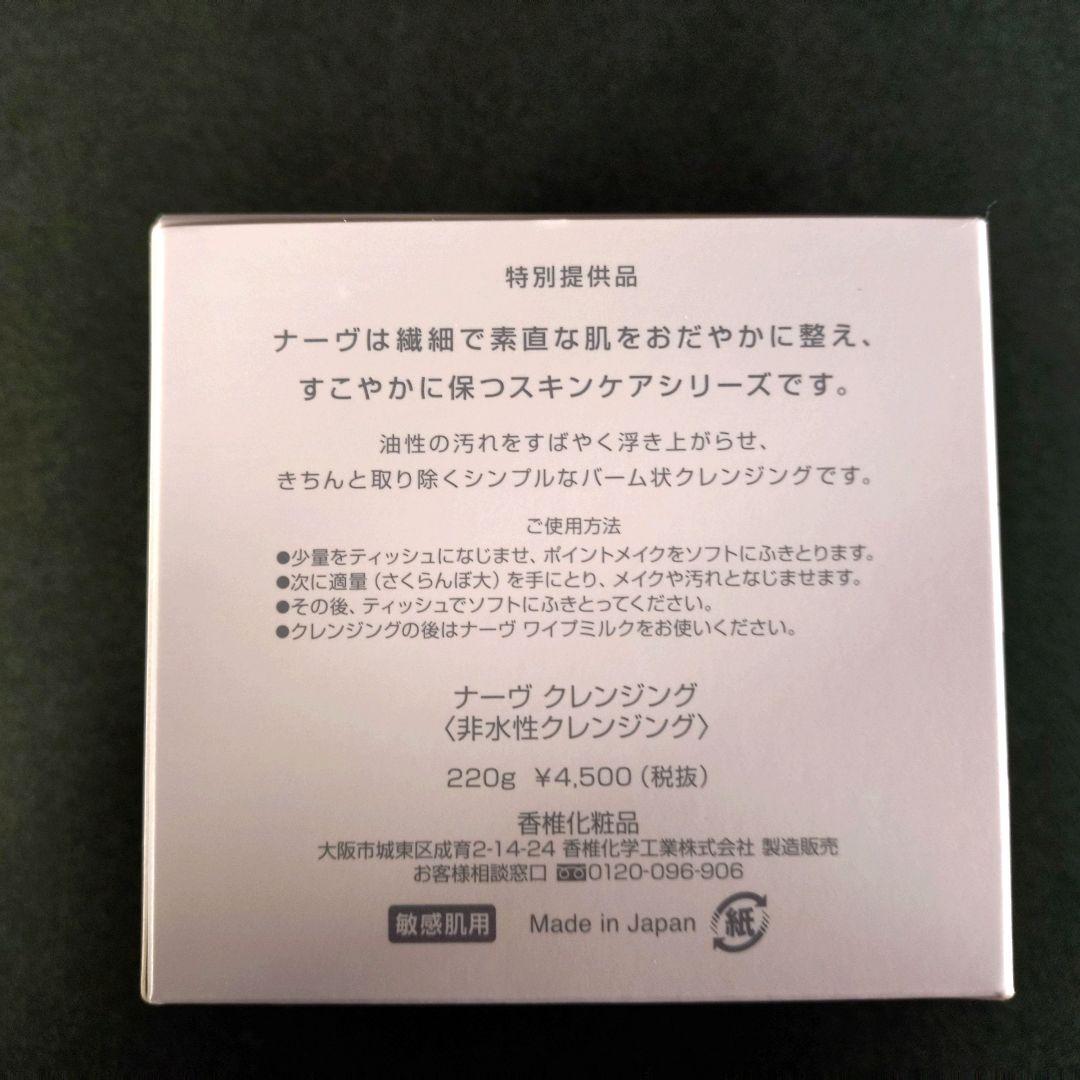 特別提供品
ナーヴは繊細で素直な肌をおだやかに整え、
すこやかに保つスキンケアシリーズです。
油性の汚れをすばやく浮き上がらせ、
きちんと取り除くシンプルなバーム状クレンジングです。
ご使用方法
●少量をティッシュになじませ、ポイントメイクをソフトにふきとります。
●次に適量（さくらんぼ大）を手にとり、メイクや汚れとなじませます。
●その後、ティッシュでソフトにふきとってください。
●クレンジングの後はナーヴ ワイプミルクをお使いください。
ナーヴ クレンジング
〈非水性クレンジング〉
220g ¥4,500（税抜）
香椎化粧品
大阪市城東区成育2-14-24 香椎化学工業株式会社 製造販売
お客様相談窓口 0120-096-906
敏感肌用 Made in Japan 紙